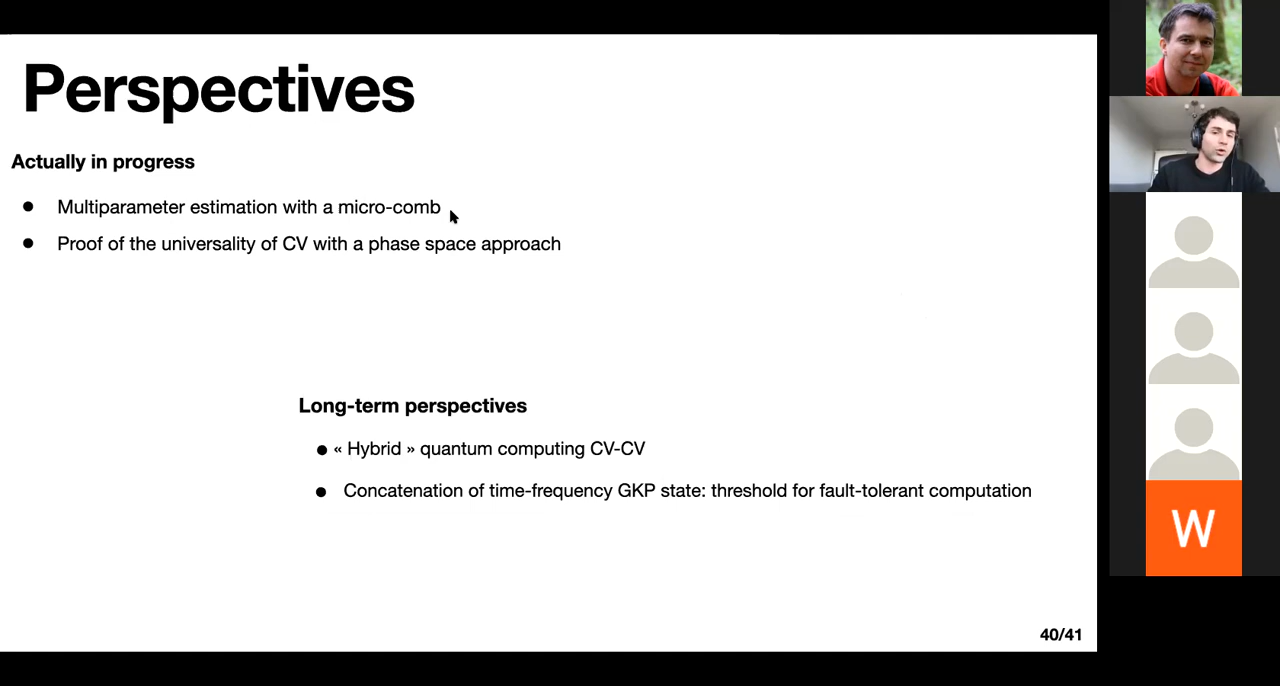 Perspectives
Actually in progress
● Multiparameter estimation with a micro-comb
● Proof of the universality of CV with a phase space approach
Long-term perspectives
● « Hybrid » quantum computing CV-CV
● Concatenation of time-frequency GKP state: threshold for fault-tolerant computation
40/41
W